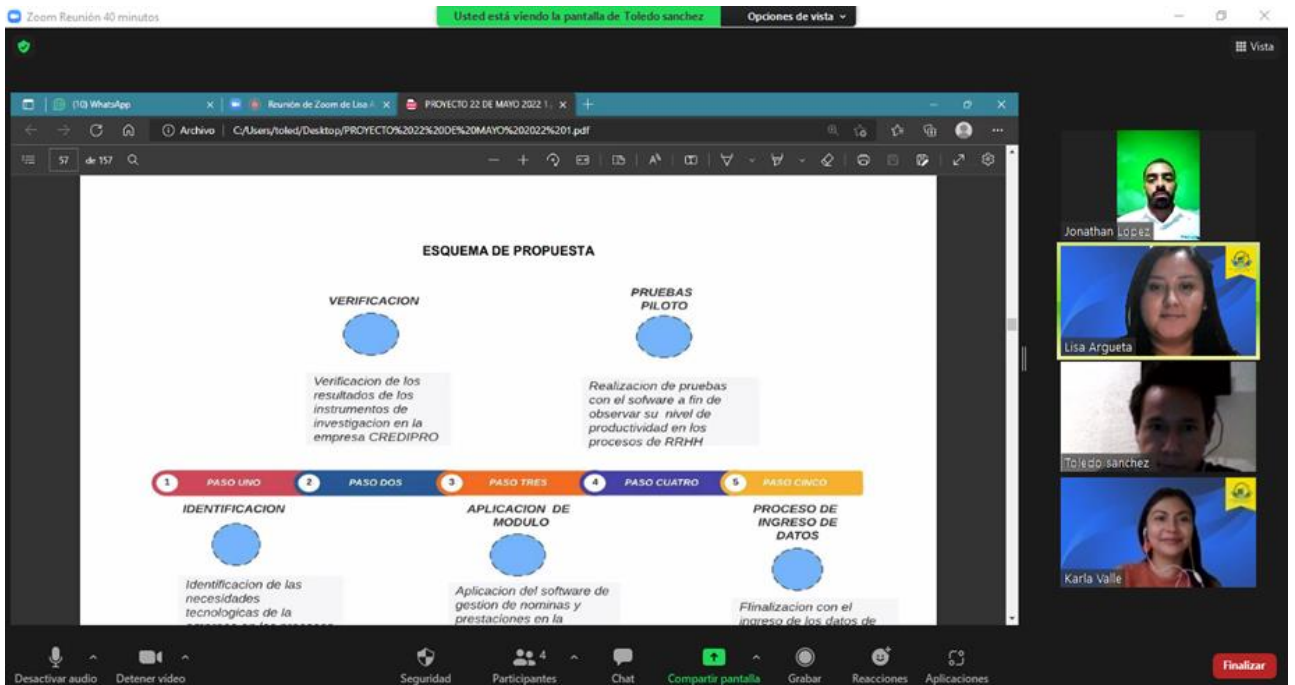 Zoom Reunión 40 minutos
Usted está viendo la pantalla de Toledo sanchez
Opciones de vista
Vista
(10) WhatsApp
Reunión de Zoom de Lisa
PROYECTO 22 DE MAYO 2022 1
Archivo
C:/Users/toled/Desktop/PROYECTO%2022%20DE%20MAYO%202022%201.pdf
57 de 157
ESQUEMA DE PROPUESTA
VERIFICACION
Verificacion de los
resultados de los
instrumentos de
investigacion en la
empresa CREDIPRO
PRUEBAS
PILOTO
Realizacion de pruebas
con el sofware a fin de
observar su nivel de
productividad en los
procesos de RRHH
1 PASO UNO
2 PASO DOS
3 PASO TRES
4 PASO CUATRO
5 PASO CINCO
IDENTIFICACION
Identificacion de las
necesidades
tecnologicas de la
APLICACION DE
MODULO
Aplicacion del software de
gestion de nominas y
prestaciones en la
PROCESO DE
INGRESO DE
DATOS
Flinalizacion con el
ingreso de los datos de
Jonathan Lopez
Lisa Argueta
Toledo sanchez
Karla Valle
Desactivar audio
Detener video
Seguridad
4
Participantes
Chat
Compartir pantalla
Grabar
Reacciones
Aplicaciones
Finalizar